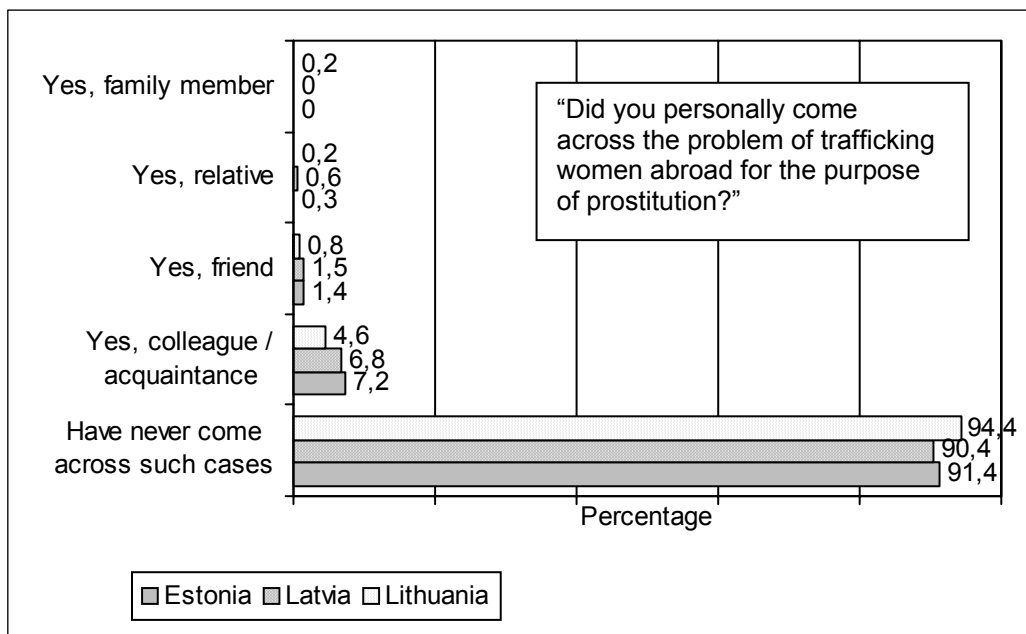 Yes, family member
0,2
0
0
Yes, relative
0,2
0,6
0,3
Yes, friend
0,8
1,5
1,4
Yes, colleague /
acquaintance
4,6
6,8
7,2
Have never come
across such cases
94,4
90,4
91,4
“Did you personally come
across the problem of trafficking
women abroad for the purpose
of prostitution?”
Percentage
Estonia Latvia Lithuania